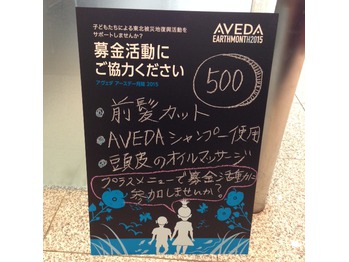 子どもたちによる東北被災地復興活動を
サポートしませんか？
AVEDA
EARTHMONTH2015
募金活動に
ご協力ください
アヴェダ アースデー月間 2015
500
・前髪カット
・AVEDAシャンプー使用
・頭皮のオイルマッサージ
プラスメニューで募金活動に
参加しませんか？